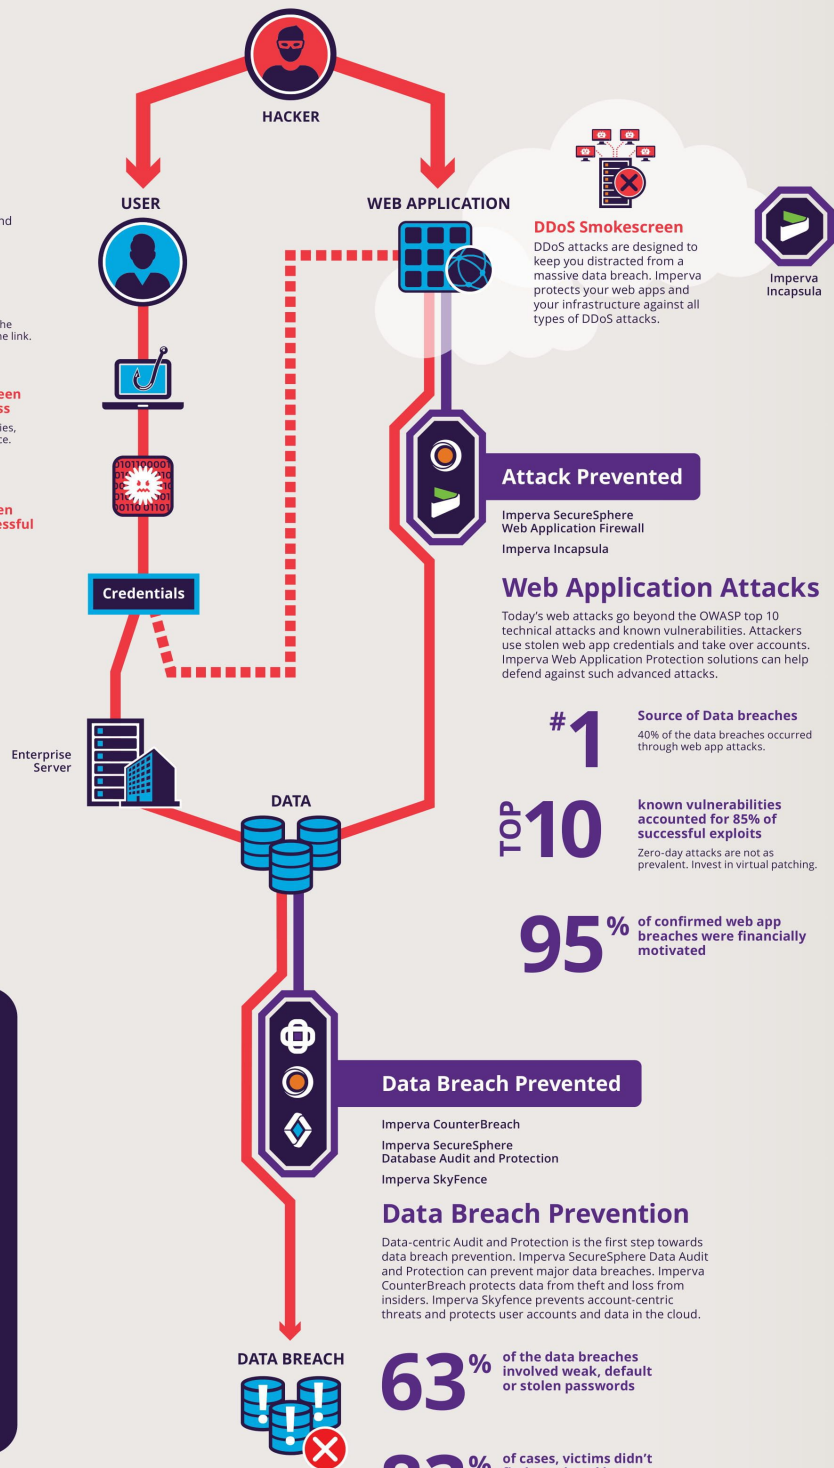 HACKER
USER
WEB APPLICATION
DDoS Smokescreen
DDoS attacks are designed to
keep you distracted from a
massive data breach. Imperva
protects your web apps and
your infrastructure against all
types of DDoS attacks.
Imperva
Incapsula
link.
Attack Prevented
Imperva SecureSphere
Web Application Firewall
Imperva Incapsula
Credentials
Web Application Attacks
Today's web attacks go beyond the OWASP top 10
technical attacks and known vulnerabilities. Attackers
use stolen web app credentials and take over accounts.
Imperva Web Application Protection solutions can help
defend against such advanced attacks.
#1
Source of Data breaches
40% of the data breaches occurred
through web app attacks.
Enterprise
Server
DATA
TOP 10
known vulnerabilities
accounted for 85% of
successful exploits
Zero-day attacks are not as
prevalent. Invest in virtual patching.
95%
of confirmed web app
breaches were financially
motivated
Data Breach Prevented
Imperva CounterBreach
Imperva SecureSphere
Database Audit and Protection
Imperva SkyFence
Data Breach Prevention
Data-centric Audit and Protection is the first step towards
data breach prevention. Imperva SecureSphere Data Audit
and Protection can prevent major data breaches. Imperva
CounterBreach protects data from theft and loss from
insiders. Imperva Skyfence prevents account-centric
threats and protects user accounts and data in the cloud.
DATA BREACH
63%
of the data breaches
involved weak, default
or stolen passwords
%
of cases, victims didn't